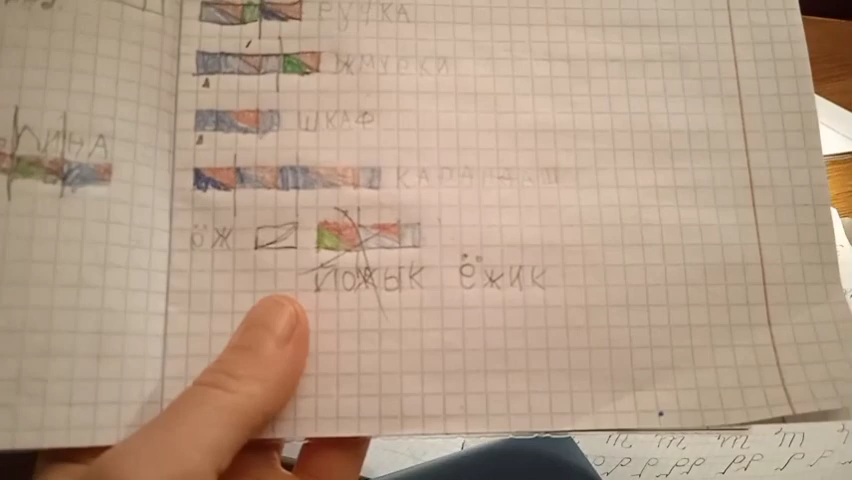 РУЧКА
ЖМУРКИ
ШКАФ
КАРАНДАШ
ЁЖ
ЙОЖЫК ЁЖИК